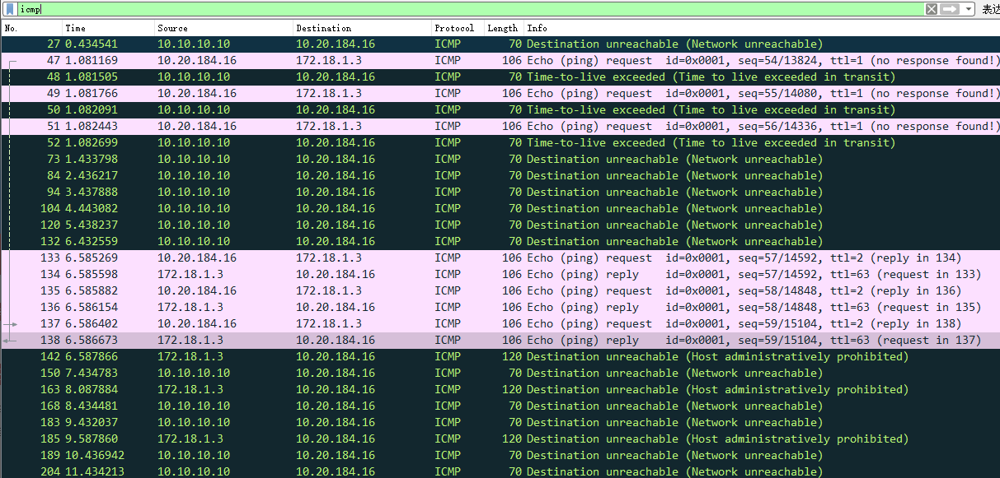 icmp 表达
No. Time Source Destination Protocol Length Info
27 0.434541 10.10.10.10 10.20.184.16 ICMP 70 Destination unreachable (Network unreachable)
47 1.081169 10.20.184.16 172.18.1.3 ICMP 106 Echo (ping) request id=0x0001, seq=54/13824, ttl=1 (no response found!)
48 1.081505 10.10.10.10 10.20.184.16 ICMP 70 Time-to-live exceeded (Time to live exceeded in transit)
49 1.081766 10.20.184.16 172.18.1.3 ICMP 106 Echo (ping) request id=0x0001, seq=55/14080, ttl=1 (no response found!)
50 1.082091 10.10.10.10 10.20.184.16 ICMP 70 Time-to-live exceeded (Time to live exceeded in transit)
51 1.082443 10.20.184.16 172.18.1.3 ICMP 106 Echo (ping) request id=0x0001, seq=56/14336, ttl=1 (no response found!)
52 1.082699 10.10.10.10 10.20.184.16 ICMP 70 Time-to-live exceeded (Time to live exceeded in transit)
73 1.433798 10.10.10.10 10.20.184.16 ICMP 70 Destination unreachable (Network unreachable)
84 2.436217 10.10.10.10 10.20.184.16 ICMP 70 Destination unreachable (Network unreachable)
94 3.437888 10.10.10.10 10.20.184.16 ICMP 70 Destination unreachable (Network unreachable)
104 4.443082 10.10.10.10 10.20.184.16 ICMP 70 Destination unreachable (Network unreachable)
120 5.438237 10.10.10.10 10.20.184.16 ICMP 70 Destination unreachable (Network unreachable)
132 6.432559 10.10.10.10 10.20.184.16 ICMP 70 Destination unreachable (Network unreachable)
133 6.585269 10.20.184.16 172.18.1.3 ICMP 106 Echo (ping) request id=0x0001, seq=57/14592, ttl=2 (reply in 134)
134 6.585598 172.18.1.3 10.20.184.16 ICMP 106 Echo (ping) reply id=0x0001, seq=57/14592, ttl=63 (request in 133)
135 6.585882 10.20.184.16 172.18.1.3 ICMP 106 Echo (ping) request id=0x0001, seq=58/14848, ttl=2 (reply in 136)
136 6.586154 172.18.1.3 10.20.184.16 ICMP 106 Echo (ping) reply id=0x0001, seq=58/14848, ttl=63 (request in 135)
137 6.586402 10.20.184.16 172.18.1.3 ICMP 106 Echo (ping) request id=0x0001, seq=59/15104, ttl=2 (reply in 138)
138 6.586673 172.18.1.3 10.20.184.16 ICMP 106 Echo (ping) reply id=0x0001, seq=59/15104, ttl=63 (request in 137)
142 6.587866 172.18.1.3 10.20.184.16 ICMP 120 Destination unreachable (Host administratively prohibited)
150 7.434783 10.10.10.10 10.20.184.16 ICMP 70 Destination unreachable (Network unreachable)
163 8.087884 172.18.1.3 10.20.184.16 ICMP 120 Destination unreachable (Host administratively prohibited)
168 8.434481 10.10.10.10 10.20.184.16 ICMP 70 Destination unreachable (Network unreachable)
183 9.432037 10.10.10.10 10.20.184.16 ICMP 70 Destination unreachable (Network unreachable)
185 9.587860 172.18.1.3 10.20.184.16 ICMP 120 Destination unreachable (Host administratively prohibited)
189 10.436942 10.10.10.10 10.20.184.16 ICMP 70 Destination unreachable (Network unreachable)
204 11.434213 10.10.10.10 10.20.184.16 ICMP 70 Destination unreachable (Network unreachable)